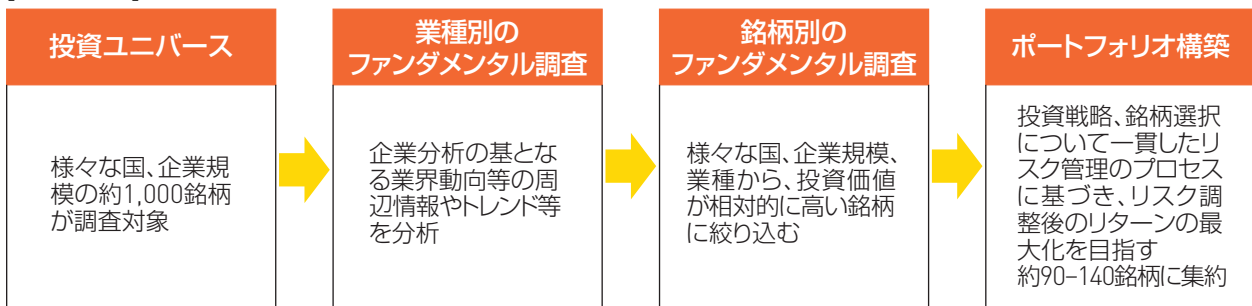 投資ユニバース
様々な国、企業規
模の約1,000銘柄
が調査対象
業種別の
ファンダメンタル調査
企業分析の基とな
る業界動向等の周
辺情報やトレンド等
を分析
銘柄別の
ファンダメンタル調査
様々な国、企業規模、
業種から、投資価値
が相対的に高い銘柄
に絞り込む
ポートフォリオ構築
投資戦略、銘柄選択
について一貫したリ
スク管理のプロセス
に基づき、リスク調
整後のリターンの最
大化を目指す
約90–140銘柄に集約